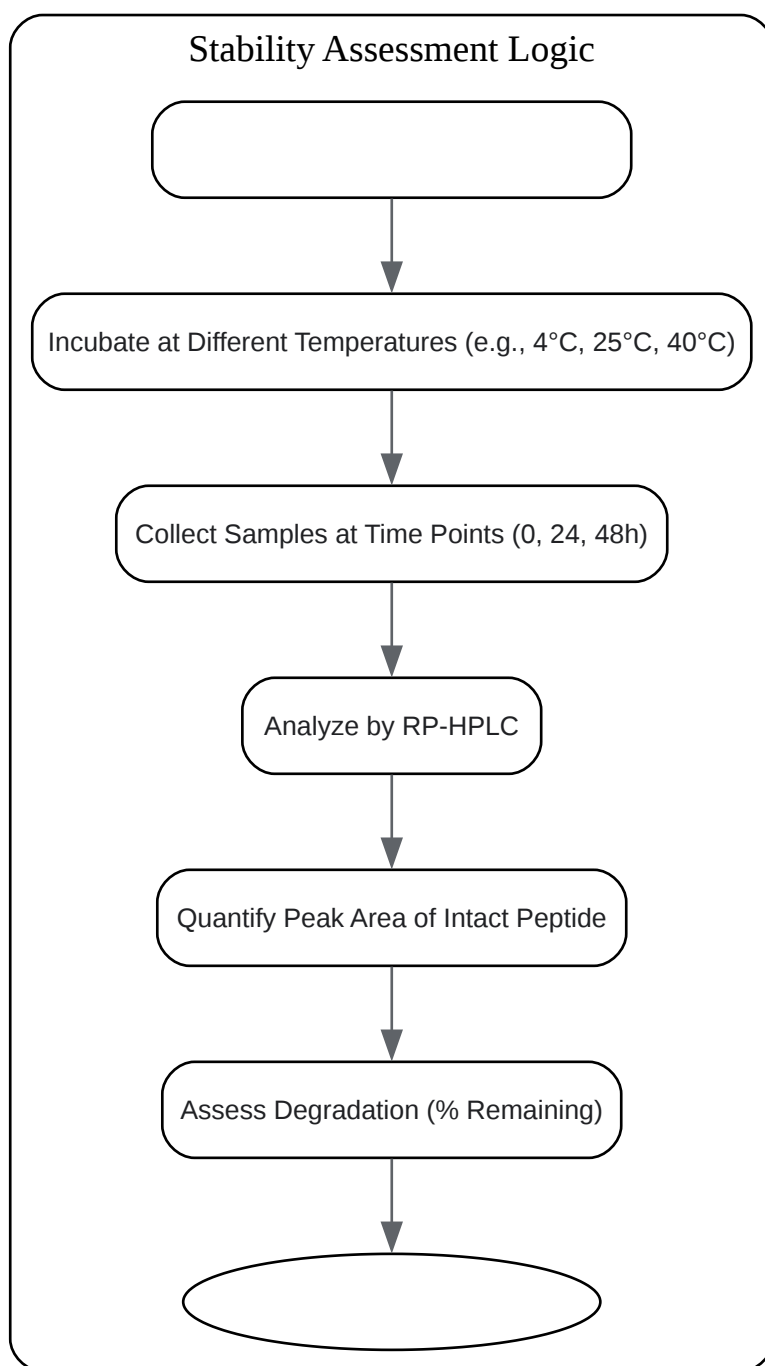 Stability Assessment Logic
Incubate at Different Temperatures (e.g., 4°C, 25°C, 40°C)
Collect Samples at Time Points (0, 24, 48h)
Analyze by RP-HPLC
Quantify Peak Area of Intact Peptide
Assess Degradation (% Remaining)